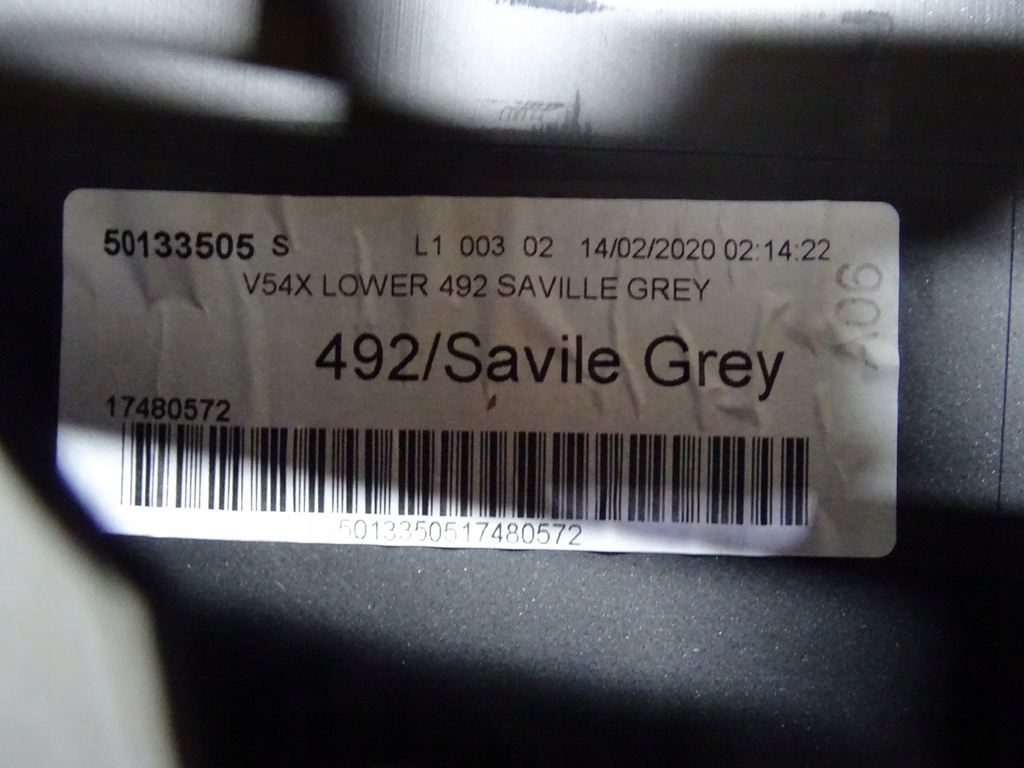 50133505 S L1 003 02 14/02/2020 02:14:22
V54X LOWER 492 SAVILLE GREY
492/Savile Grey
17480572
5013350517480572
A06